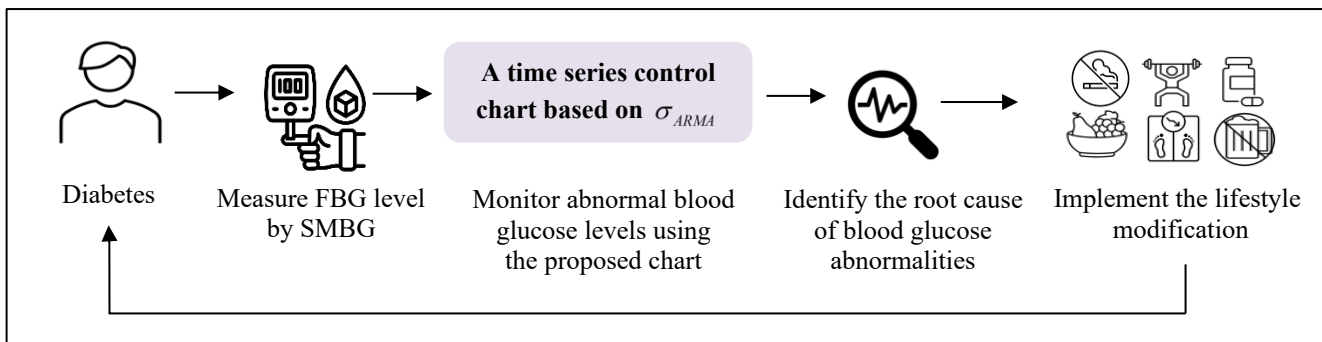 100
A time series control
chart based on σ_ARMA
Diabetes
Measure FBG level
by SMBG
Monitor abnormal blood
glucose levels using
the proposed chart
Identify the root cause
of blood glucose
abnormalities
Implement the lifestyle
modification